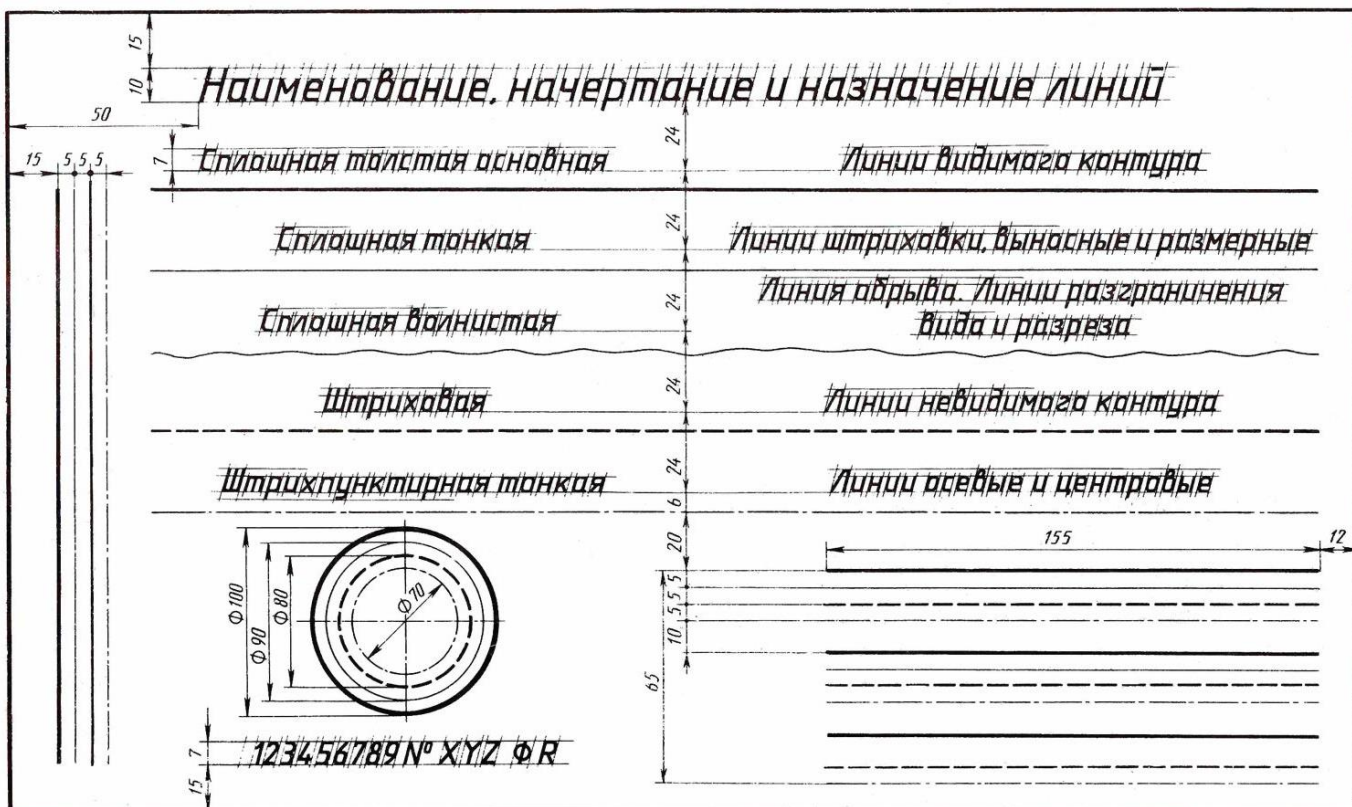 15
10
Наименование, начертание и назначение линий
50
24
15 5 5 5
7
Сплошная толстая основная Линии видимого контура
24
Сплошная тонкая Линии штриховки, выносные и размерные
24
Линия обрыва. Линии разграничения
Сплошная волнистая вида и разреза
24
Штриховая Линии невидимого контура
24
Штрихпунктирная тонкая Линии осевые и центровые
6
20
155 12
Ф100
Ф90
Ф80
Ф70
5
5
5
10
65
7
123456789 № XYZ Ф R
15